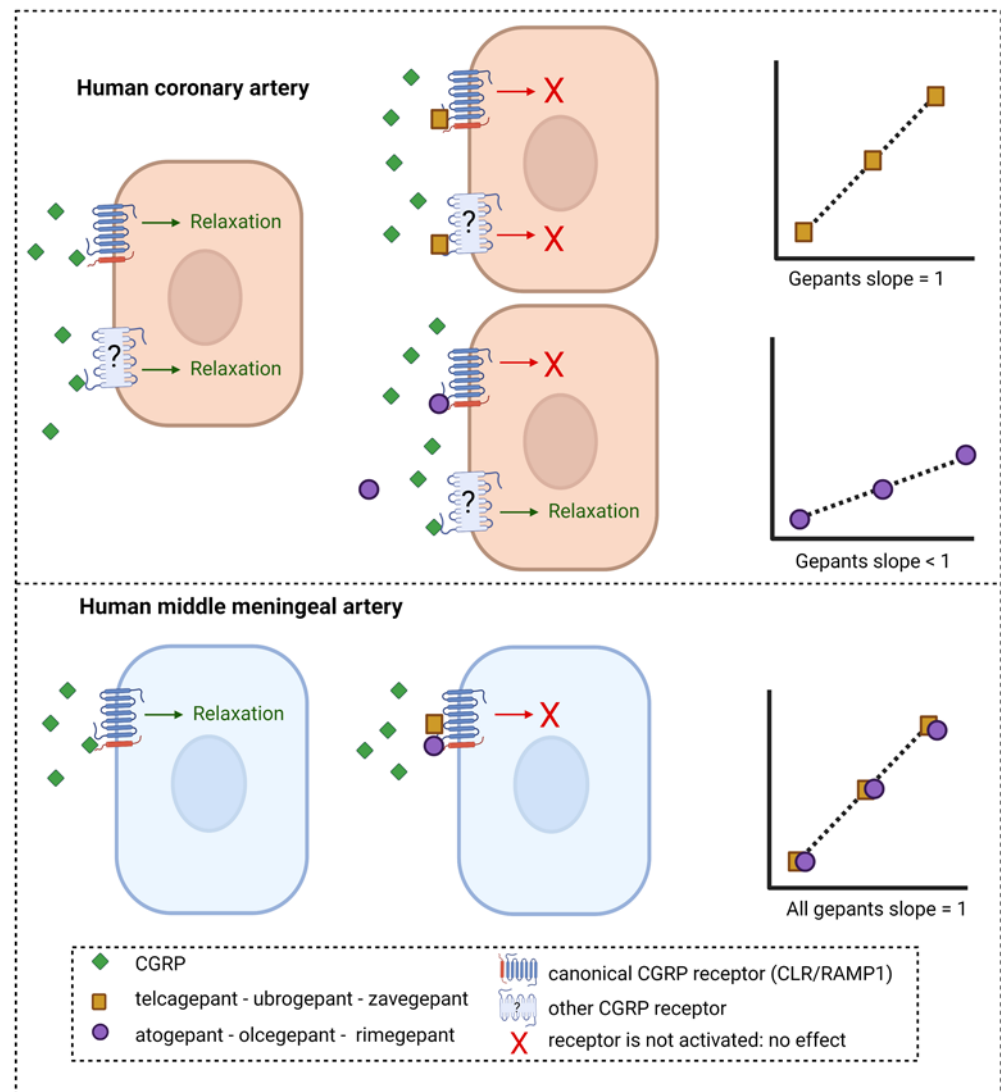 Human coronary artery
Relaxation
?
Relaxation
X
?
X
Gepants slope = 1
X
?
Relaxation
Gepants slope < 1
Human middle meningeal artery
Relaxation
X
All gepants slope = 1
CGRP
telcagepant - ubrogepant - zavegepant
atogepant - olcegepant - rimegepant
canonical CGRP receptor (CLR/RAMP1)
?
other CGRP receptor
X
receptor is not activated: no effect